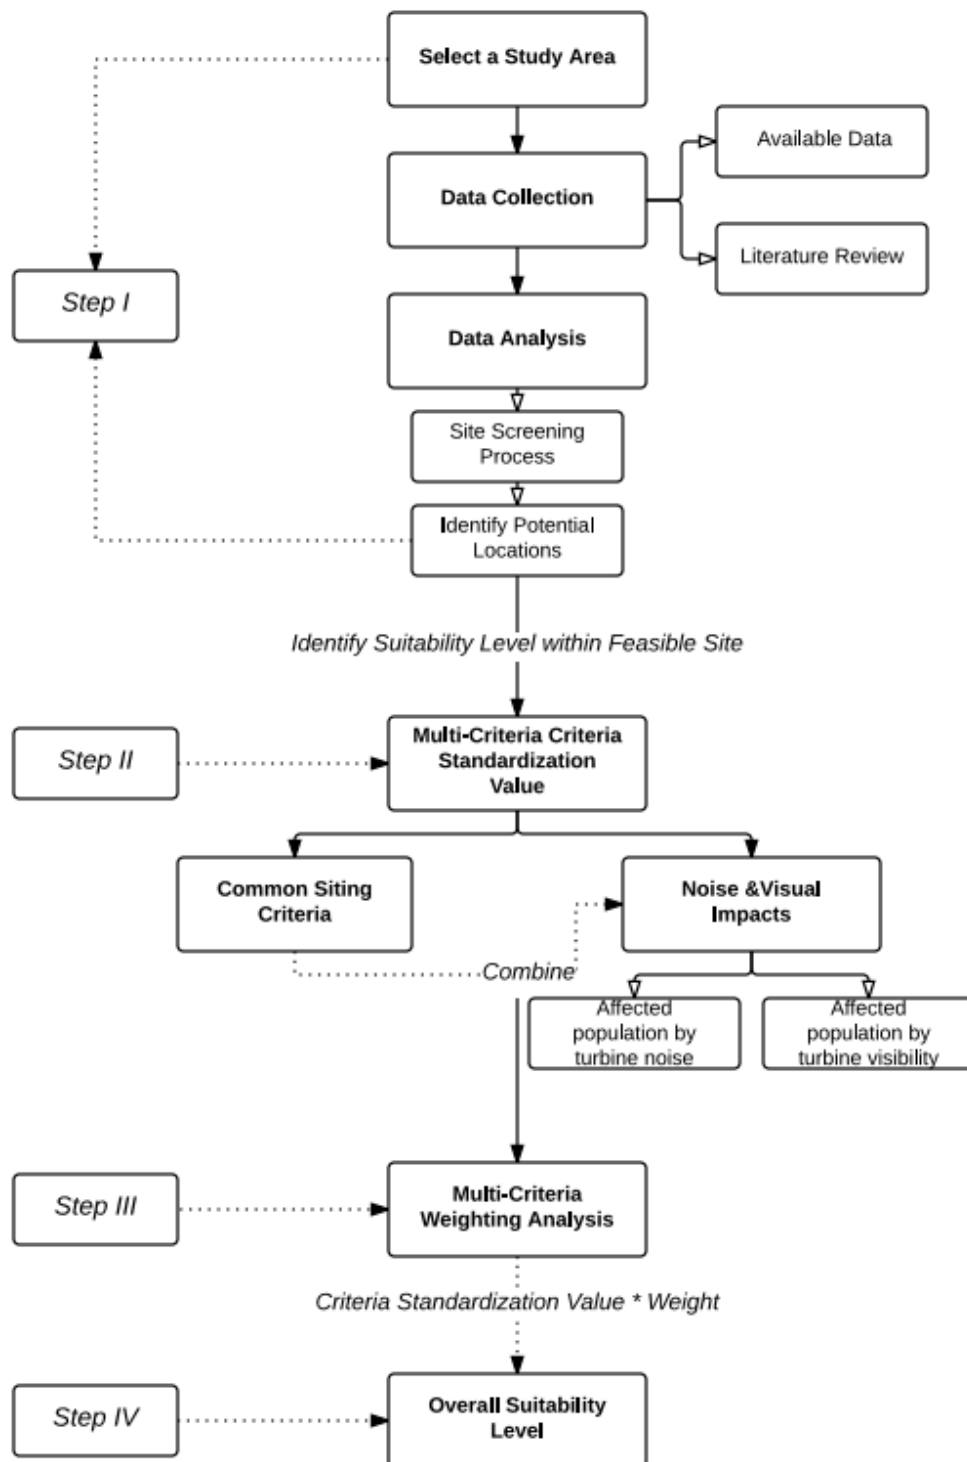 Select a Study Area
Available Data
Data Collection
Literature Review
Step I
Data Analysis
Site Screening
Process
Identify Potential
Locations
Identify Suitability Level within Feasible Site
Step II
Multi-Criteria Criteria
Standardization
Value
Common Siting
Criteria
Noise &Visual
Impacts
Combine
Affected
population by
turbine noise
Affected
population by
turbine visibility
Step III
Multi-Criteria
Weighting Analysis
Criteria Standardization Value * Weight
Step IV
Overall Suitability
Level